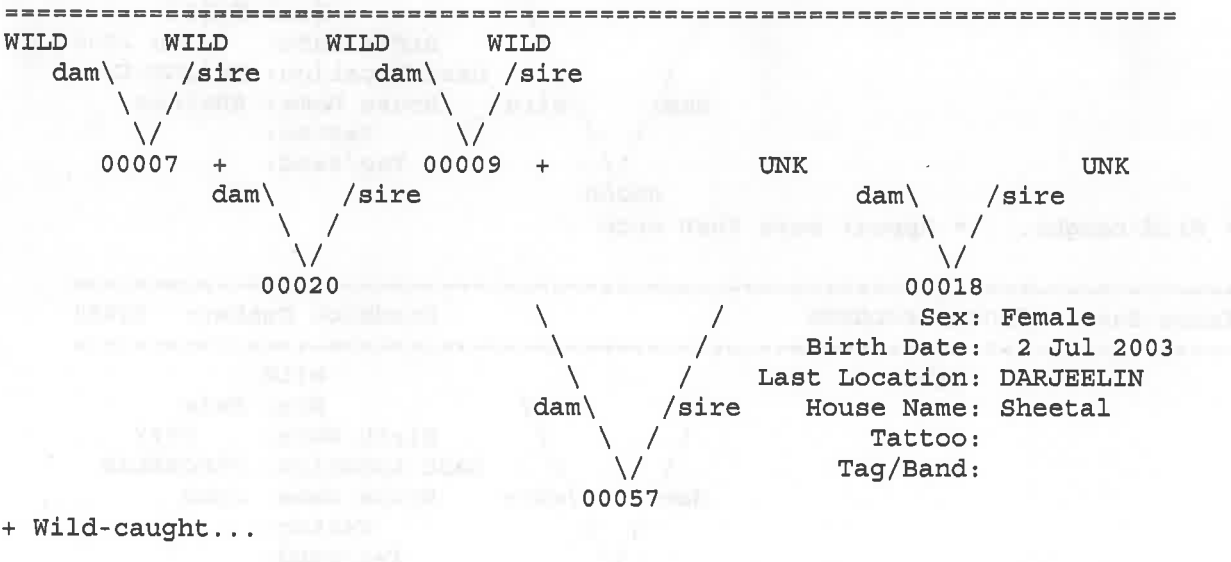 ================================================================================
WILD WILD WILD WILD
dam\ /sire dam\ /sire
\ / \ /
\/ \/
00007 + 00009 + UNK UNK
dam\ /sire dam\ /sire
\ / \ /
\/ \/
00020 00018
\ / Sex: Female
\ / Birth Date: 2 Jul 2003
\ / Last Location: DARJEELIN
dam\ /sire House Name: Sheetal
\ / Tattoo:
\/ Tag/Band:
00057
+ Wild-caught...